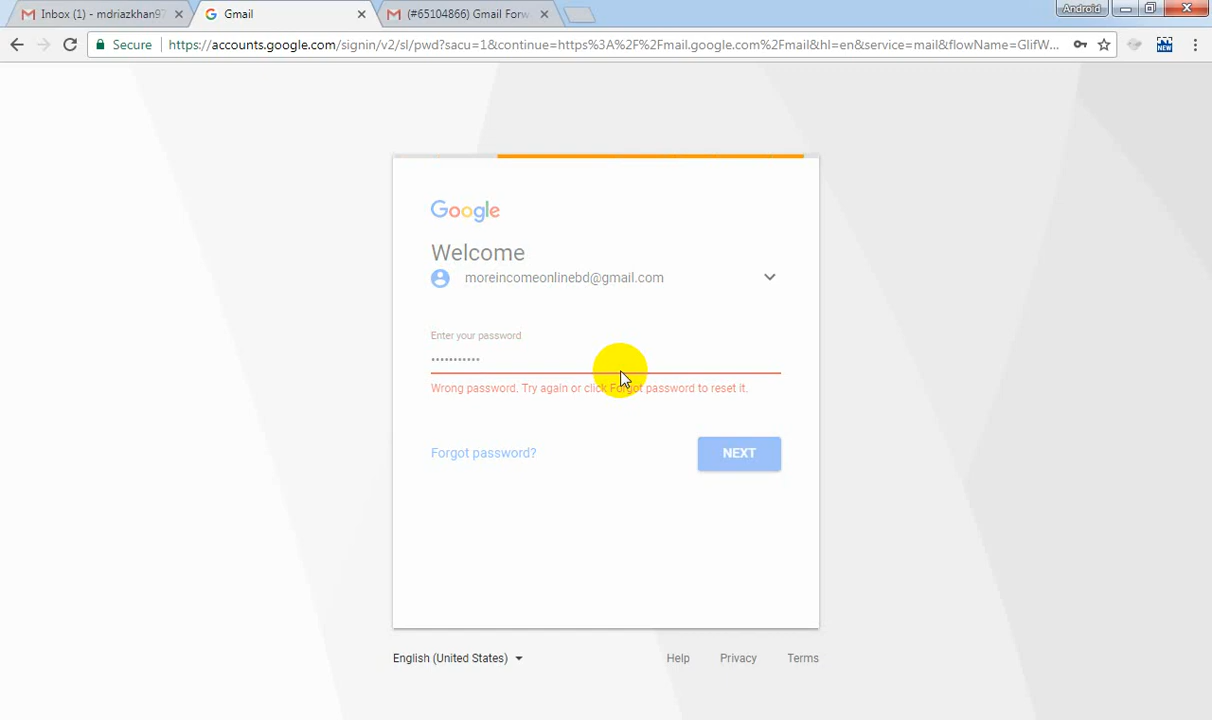 Inbox (1) - mdriazkhan97
Gmail
(#65104866) Gmail Forw
Android
Secure
https://accounts.google.com/signin/v2/sl/pwd?sacu=1&continue=https%3A%2F%2Fmail.google.com%2Fmail&hl=en&service=mail&flowName=GlifW...
NEW
Google
Welcome
moreincomeonlinebd@gmail.com
Enter your password
•••••••••••
Wrong password. Try again or click Forgot password to reset it.
Forgot password?
NEXT
English (United States)
Help
Privacy
Terms